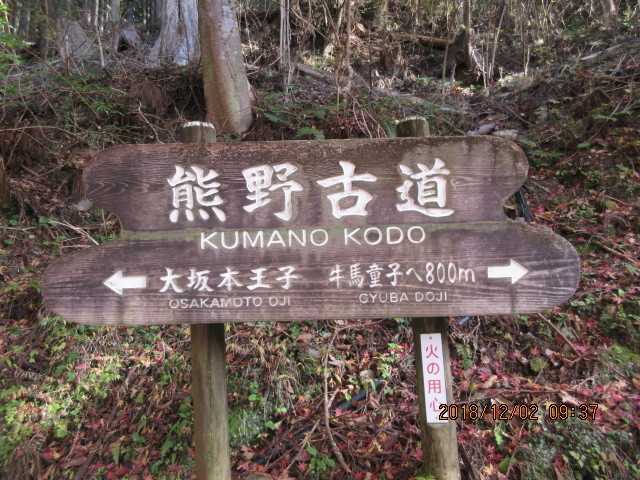 熊野古道
KUMANO KODO
← 大坂本王子 牛馬童子へ800m →
OSAKAMOTO OJI GYUBA DOJI
火の用心
2018/12/02 09:37